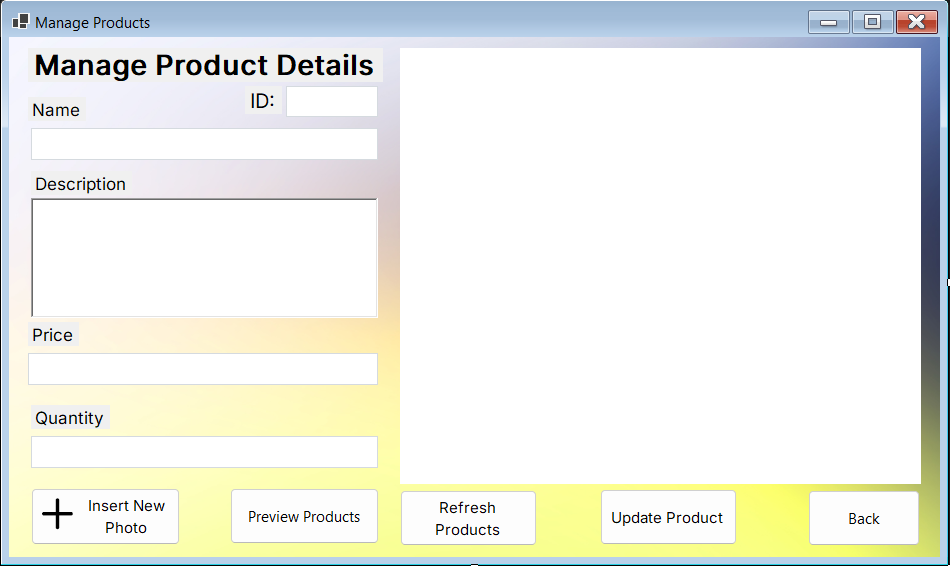 Manage Products
Manage Product Details
ID:
Name
Description
Price
Quantity
Insert New
Photo
Preview Products
Refresh
Products
Update Product
Back